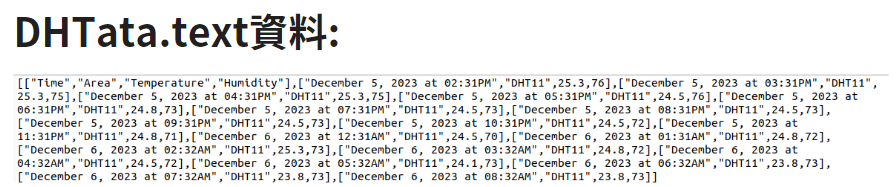 DHTata.text資料:
[["Time","Area","Temperature","Humidity"],["December 5, 2023 at 02:31PM","DHT11",25.3,76],["December 5, 2023 at 03:31PM","DHT11",
25.3,75],["December 5, 2023 at 04:31PM","DHT11",25.3,75],["December 5, 2023 at 05:31PM","DHT11",24.5,76],["December 5, 2023 at
06:31PM","DHT11",24.8,73],["December 5, 2023 at 07:31PM","DHT11",24.5,73],["December 5, 2023 at 08:31PM","DHT11",24.5,73],
["December 5, 2023 at 09:31PM","DHT11",24.5,73],["December 5, 2023 at 10:31PM","DHT11",24.5,72],["December 5, 2023 at
11:31PM","DHT11",24.8,71],["December 6, 2023 at 12:31AM","DHT11",24.5,70],["December 6, 2023 at 01:31AM","DHT11",24.8,72],
["December 6, 2023 at 02:32AM","DHT11",25.3,73],["December 6, 2023 at 03:32AM","DHT11",24.8,72],["December 6, 2023 at
04:32AM","DHT11",24.5,72],["December 6, 2023 at 05:32AM","DHT11",24.1,73],["December 6, 2023 at 06:32AM","DHT11",23.8,73],
["December 6, 2023 at 07:32AM","DHT11",23.8,73],["December 6, 2023 at 08:32AM","DHT11",23.8,73]]